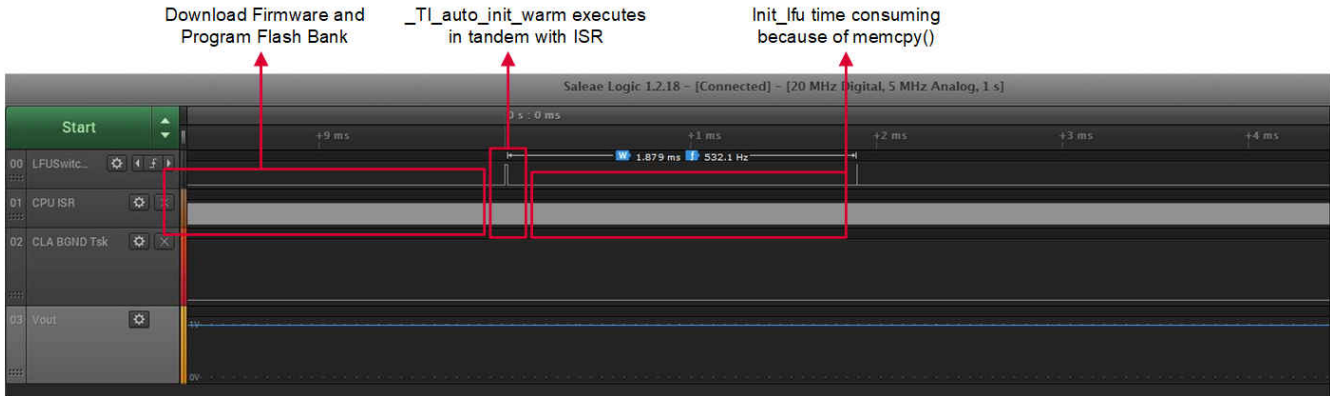 Download Firmware and
Program Flash Bank
_TI_auto_init_warm executes
in tandem with ISR
Init_lfu time consuming
because of memcpy()
Saleae Logic 1.2.18 - [Connected] - [20 MHz Digital, 5 MHz Analog, 1 s]
Start
0 s : 0 ms
+9 ms
+1 ms
+2 ms
+3 ms
+4 ms
00 LFUSwitc...
W 1.879 ms f 532.1 Hz
01 CPU ISR
02 CLA BGND Tsk
03 Vout
1V
0V